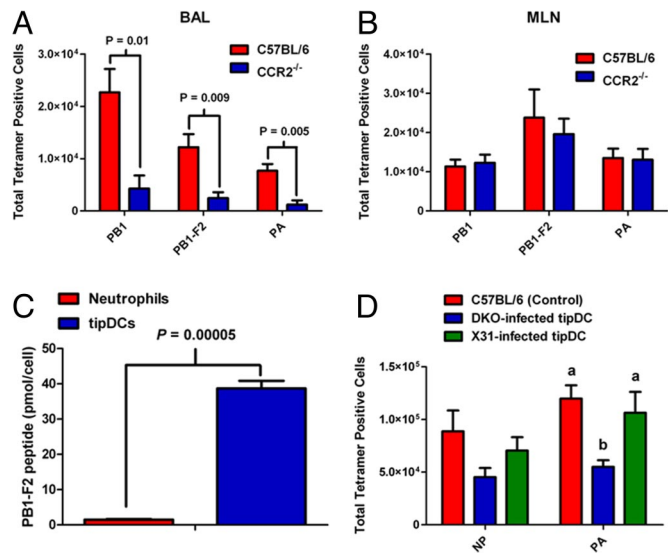 A
BAL
P = 0.01
C57BL/6
CCR2-/-
P = 0.009
P = 0.005
Total Tetramer Positive Cells
3.0×10⁴
2.0×10⁴
1.0×10⁴
0
PB1
PB1-F2
PA
B
MLN
C57BL/6
CCR2-/-
Total Tetramer Positive Cells
4.0×10⁴
3.0×10⁴
2.0×10⁴
1.0×10⁴
0
PB1
PB1-F2
PA
C
Neutrophils
tipDCs
P = 0.00005
PB1-F2 peptide (pmol/cell)
50
40
30
20
10
0
D
C57BL/6 (Control)
DKO-infected tipDC
X31-infected tipDC
Total Tetramer Positive Cells
1.5×10⁵
1.0×10⁵
5.0×10⁴
0
a
b
a
NP
PA